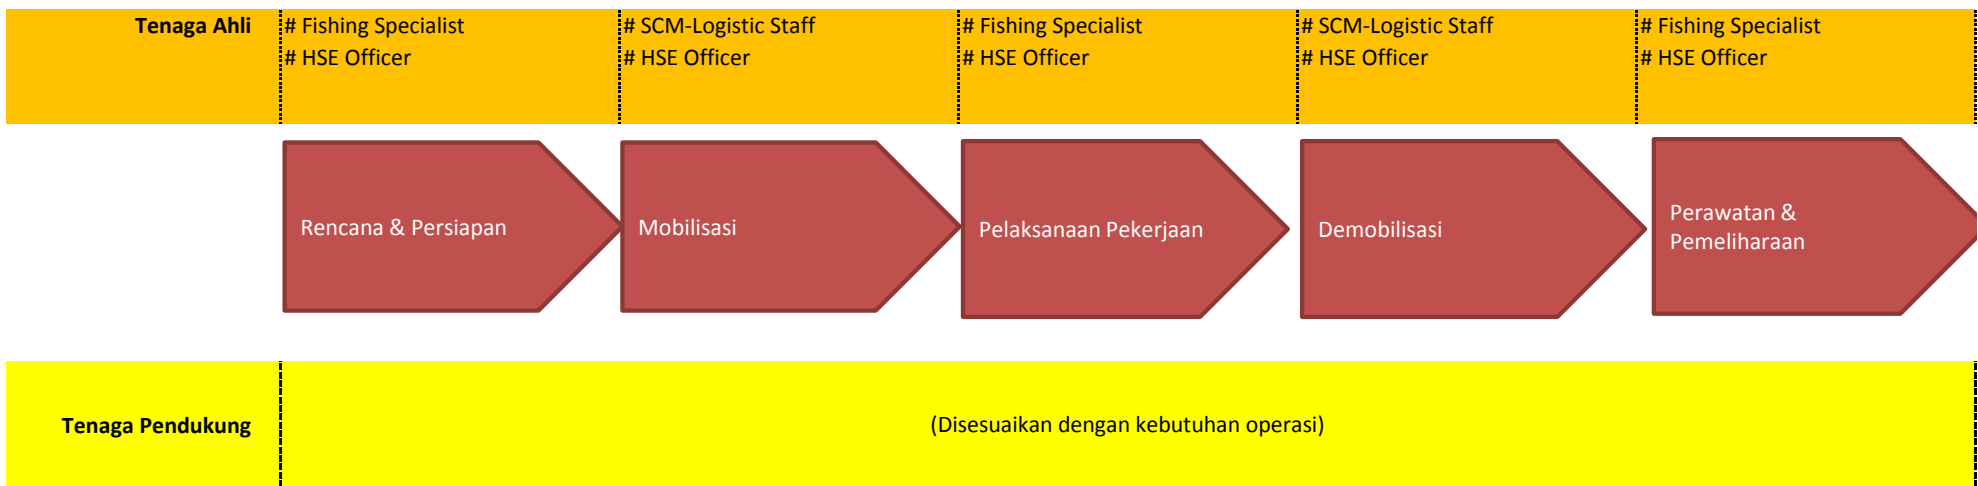 Tenaga Ahli
# Fishing Specialist
# HSE Officer
# SCM-Logistic Staff
# HSE Officer
# Fishing Specialist
# HSE Officer
# SCM-Logistic Staff
# HSE Officer
# Fishing Specialist
# HSE Officer
Rencana & Persiapan
Mobilisasi
Pelaksanaan Pekerjaan
Demobilisasi
Perawatan &
Pemeliharaan
Tenaga Pendukung
(Disesuaikan dengan kebutuhan operasi)